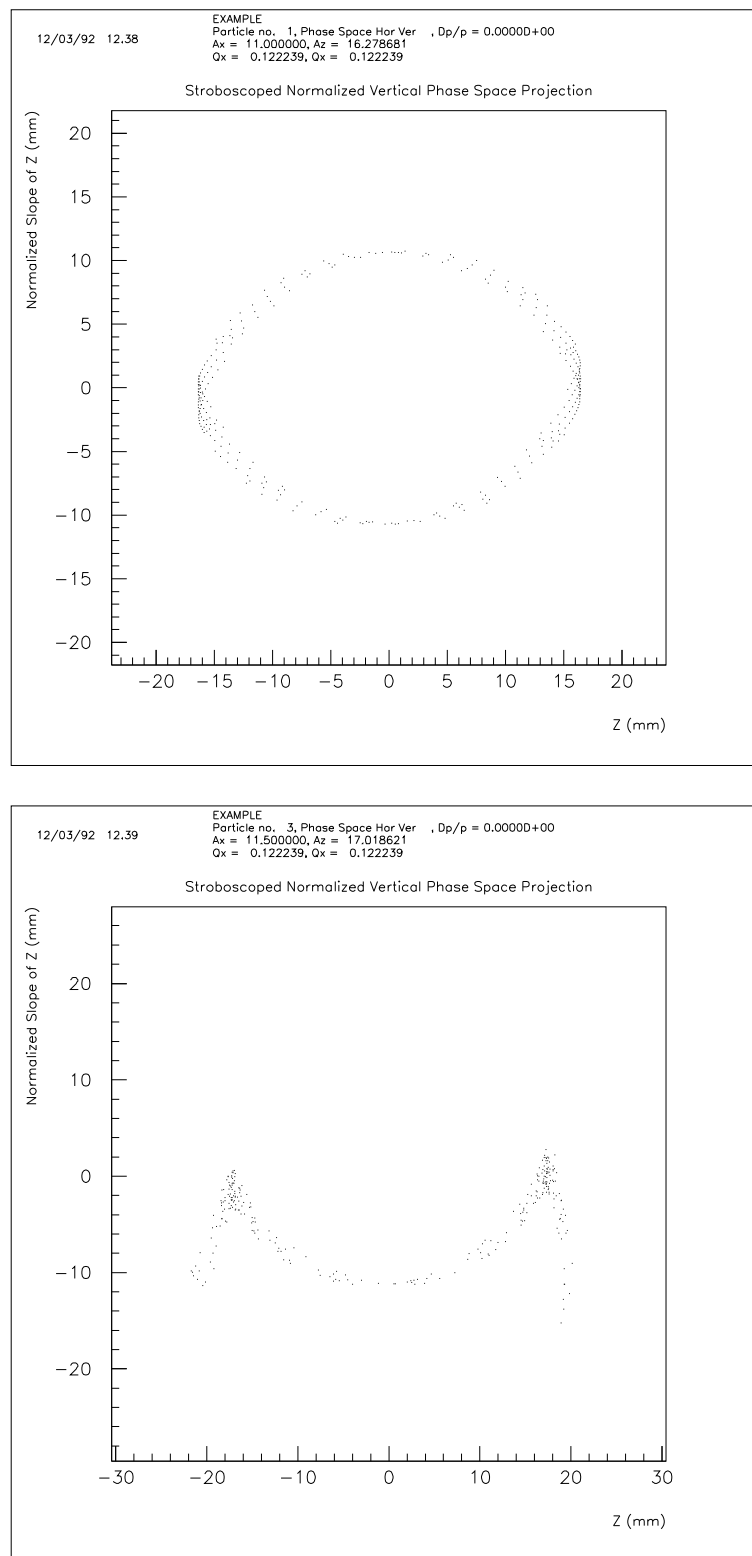 EXAMPLE
12/03/92 12.38
Particle no. 1, Phase Space Hor Ver , Dp/p = 0.0000D+00
Ax = 11.000000, Az = 16.278681
Qx = 0.122239, Qx = 0.122239
Stroboscoped Normalized Vertical Phase Space Projection
Normalized Slope of Z (mm)
20
15
10
5
0
−5
−10
−15
−20
−20 −15 −10 −5 0 5 10 15 20
Z (mm)
EXAMPLE
12/03/92 12.39
Particle no. 3, Phase Space Hor Ver , Dp/p = 0.0000D+00
Ax = 11.500000, Az = 17.018621
Qx = 0.122239, Qx = 0.122239
Stroboscoped Normalized Vertical Phase Space Projection
Normalized Slope of Z (mm)
20
10
0
−10
−20
−30 −20 −10 0 10 20 30
Z (mm)